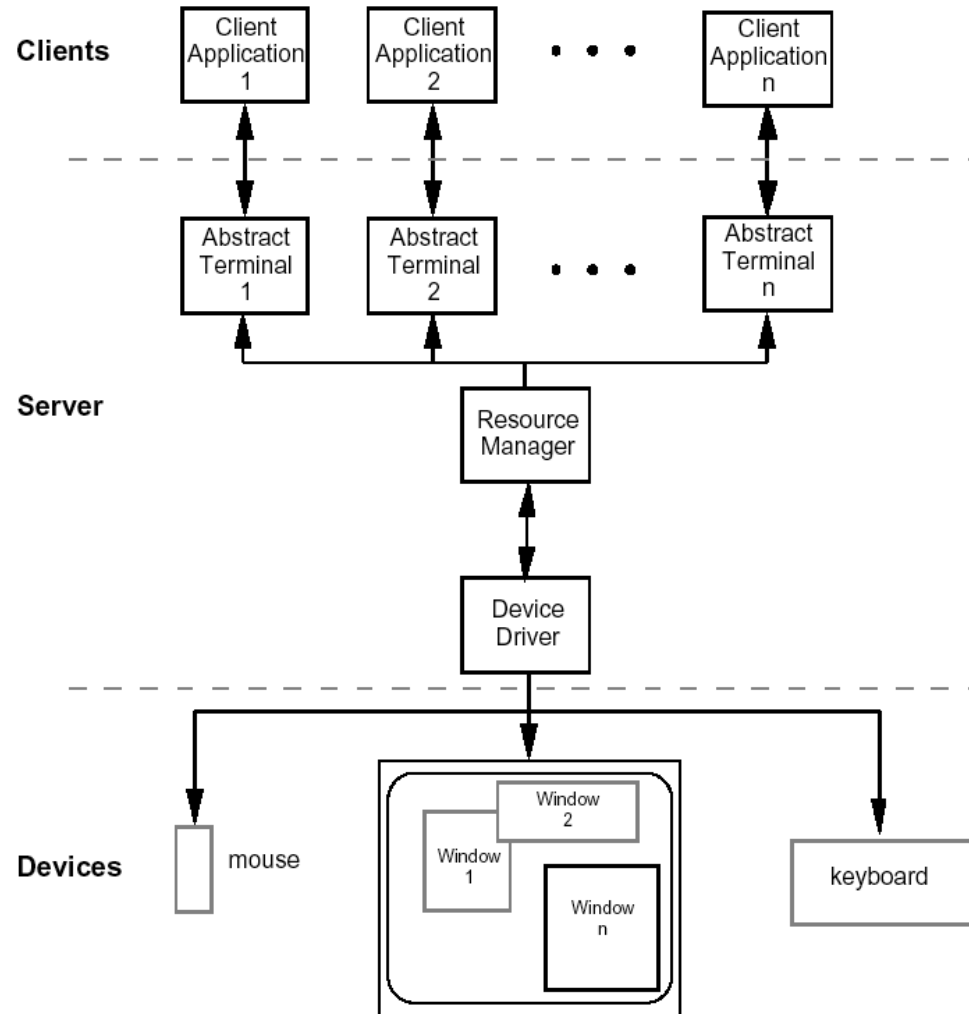 Clients
Client
Application
1
Client
Application
2
Client
Application
n
Abstract
Terminal
1
Abstract
Terminal
2
Abstract
Terminal
n
Server
Resource
Manager
Device
Driver
Devices
mouse
Window
1
Window
2
Window
n
keyboard